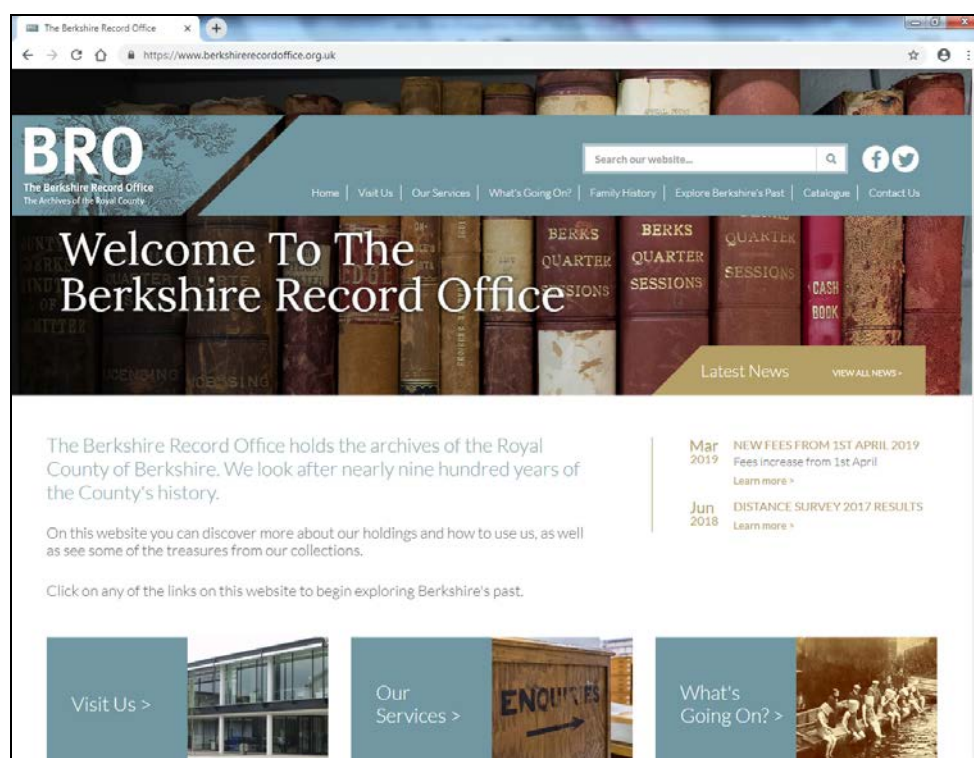 The Berkshire Record Office
https://www.berkshirerecordoffice.org.uk
BRO
The Berkshire Record Office
The Archives of the Royal County
Search our website...
Home | Visit Us | Our Services | What's Going On? | Family History | Explore Berkshire's Past | Catalogue | Contact Us
Welcome To The
Berkshire Record Office
BERKS
QUARTER
SESSIONS
BERKS
QUARTER
SESSIONS
QUARTER
SESSIONS
CASH
BOOK
Latest News
VIEW ALL NEWS >
The Berkshire Record Office holds the archives of the Royal
County of Berkshire. We look after nearly nine hundred years of
the County's history.
On this website you can discover more about our holdings and how to use us, as well
as see some of the treasures from our collections.
Click on any of the links on this website to begin exploring Berkshire's past.
Mar
2019
NEW FEES FROM 1ST APRIL 2019
Fees increase from 1st April
Learn more >
Jun
2018
DISTANCE SURVEY 2017 RESULTS
Learn more >
Visit Us >
Our
Services >
ENQUIRIES
What's
Going On? >